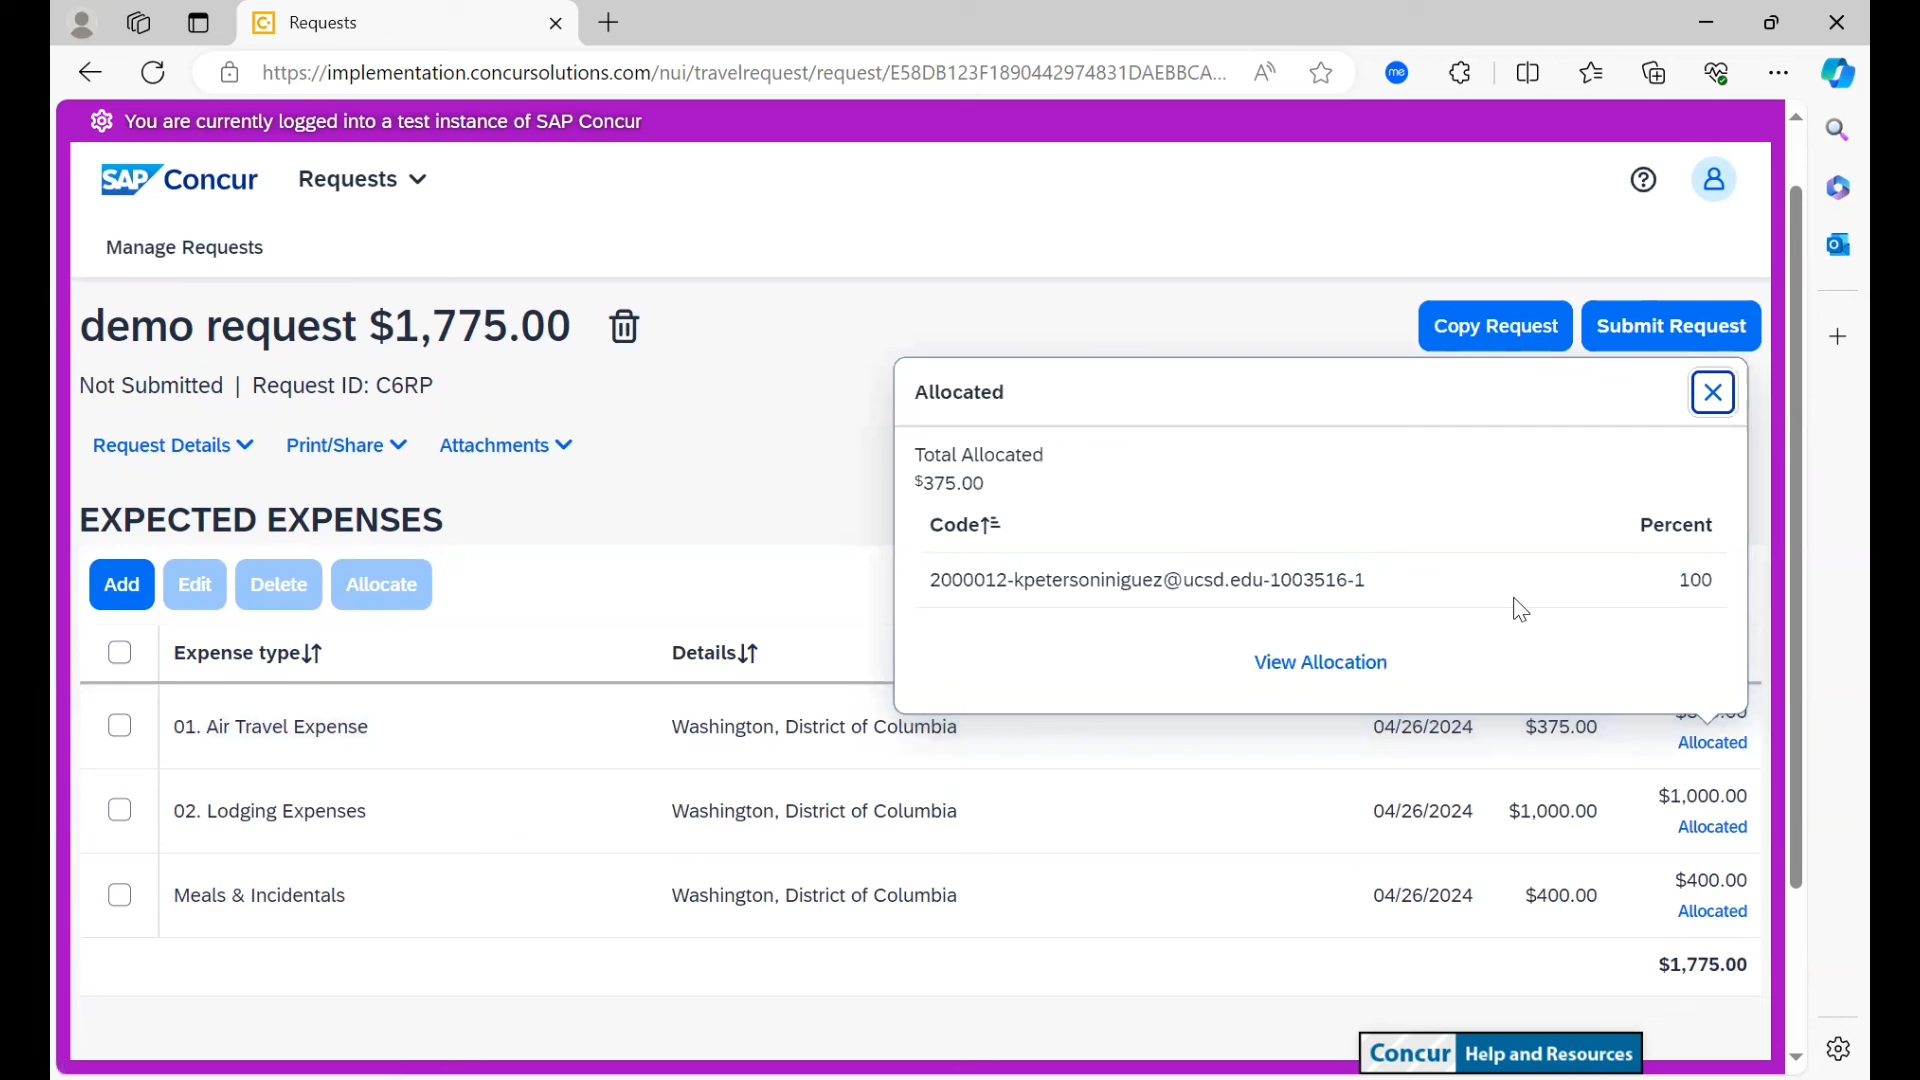 Requests
https://implementation.concursolutions.com/nui/travelrequest/request/E58DB123F1890442974831DAEBBCA...
me
You are currently logged into a test instance of SAP Concur
SAP Concur
Requests
Manage Requests
demo request $1,775.00
Copy Request
Submit Request
Not Submitted | Request ID: C6RP
Request Details
Print/Share
Attachments
Allocated
Total Allocated
$375.00
Code
Percent
2000012-kpetersoniniguez@ucsd.edu-1003516-1
100
View Allocation
EXPECTED EXPENSES
Add
Edit
Delete
Allocate
Expense type
Details
01. Air Travel Expense
Washington, District of Columbia
04/26/2024
$375.00
Allocated
02. Lodging Expenses
Washington, District of Columbia
04/26/2024
$1,000.00
$1,000.00
Allocated
Meals & Incidentals
Washington, District of Columbia
04/26/2024
$400.00
$400.00
Allocated
$1,775.00
Concur Help and Resources